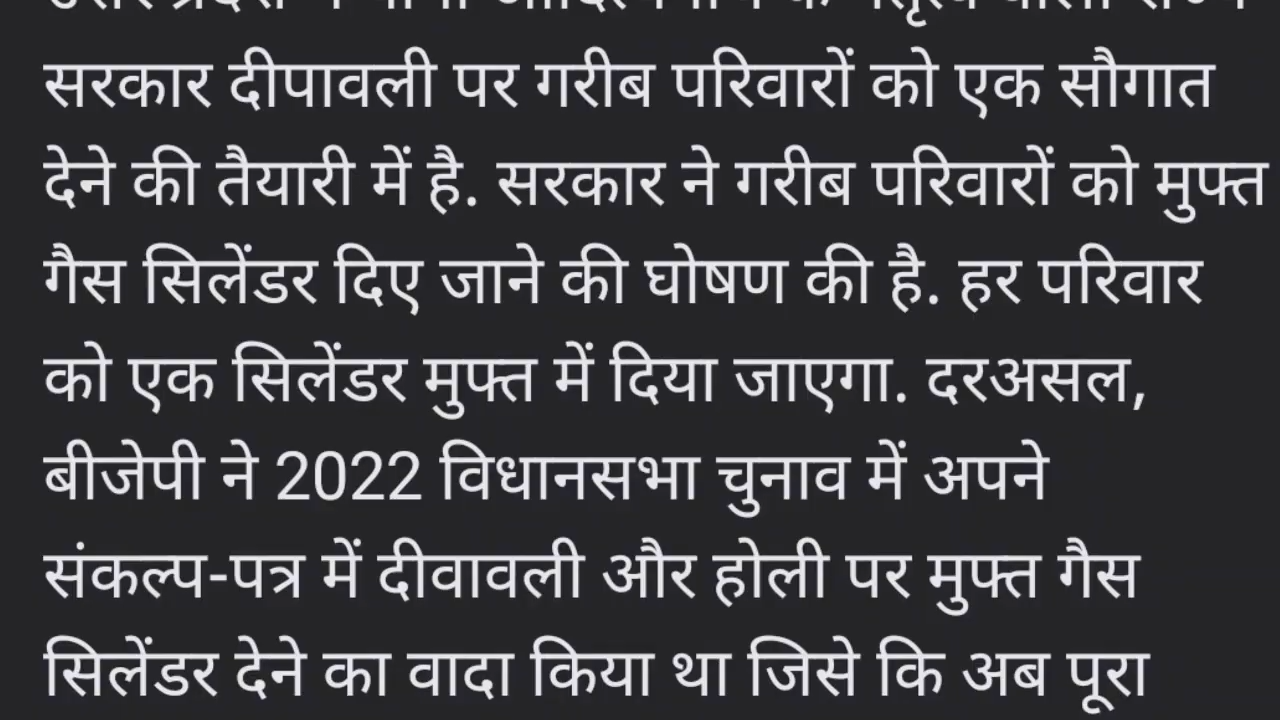 सरकार दीपावली पर गरीब परिवारों को एक सौगात
देने की तैयारी में है. सरकार ने गरीब परिवारों को मुफ्त
गैस सिलेंडर दिए जाने की घोषण की है. हर परिवार
को एक सिलेंडर मुफ्त में दिया जाएगा. दरअसल,
बीजेपी ने 2022 विधानसभा चुनाव में अपने
संकल्प-पत्र में दीवावली और होली पर मुफ्त गैस
सिलेंडर देने का वादा किया था जिसे कि अब पूरा